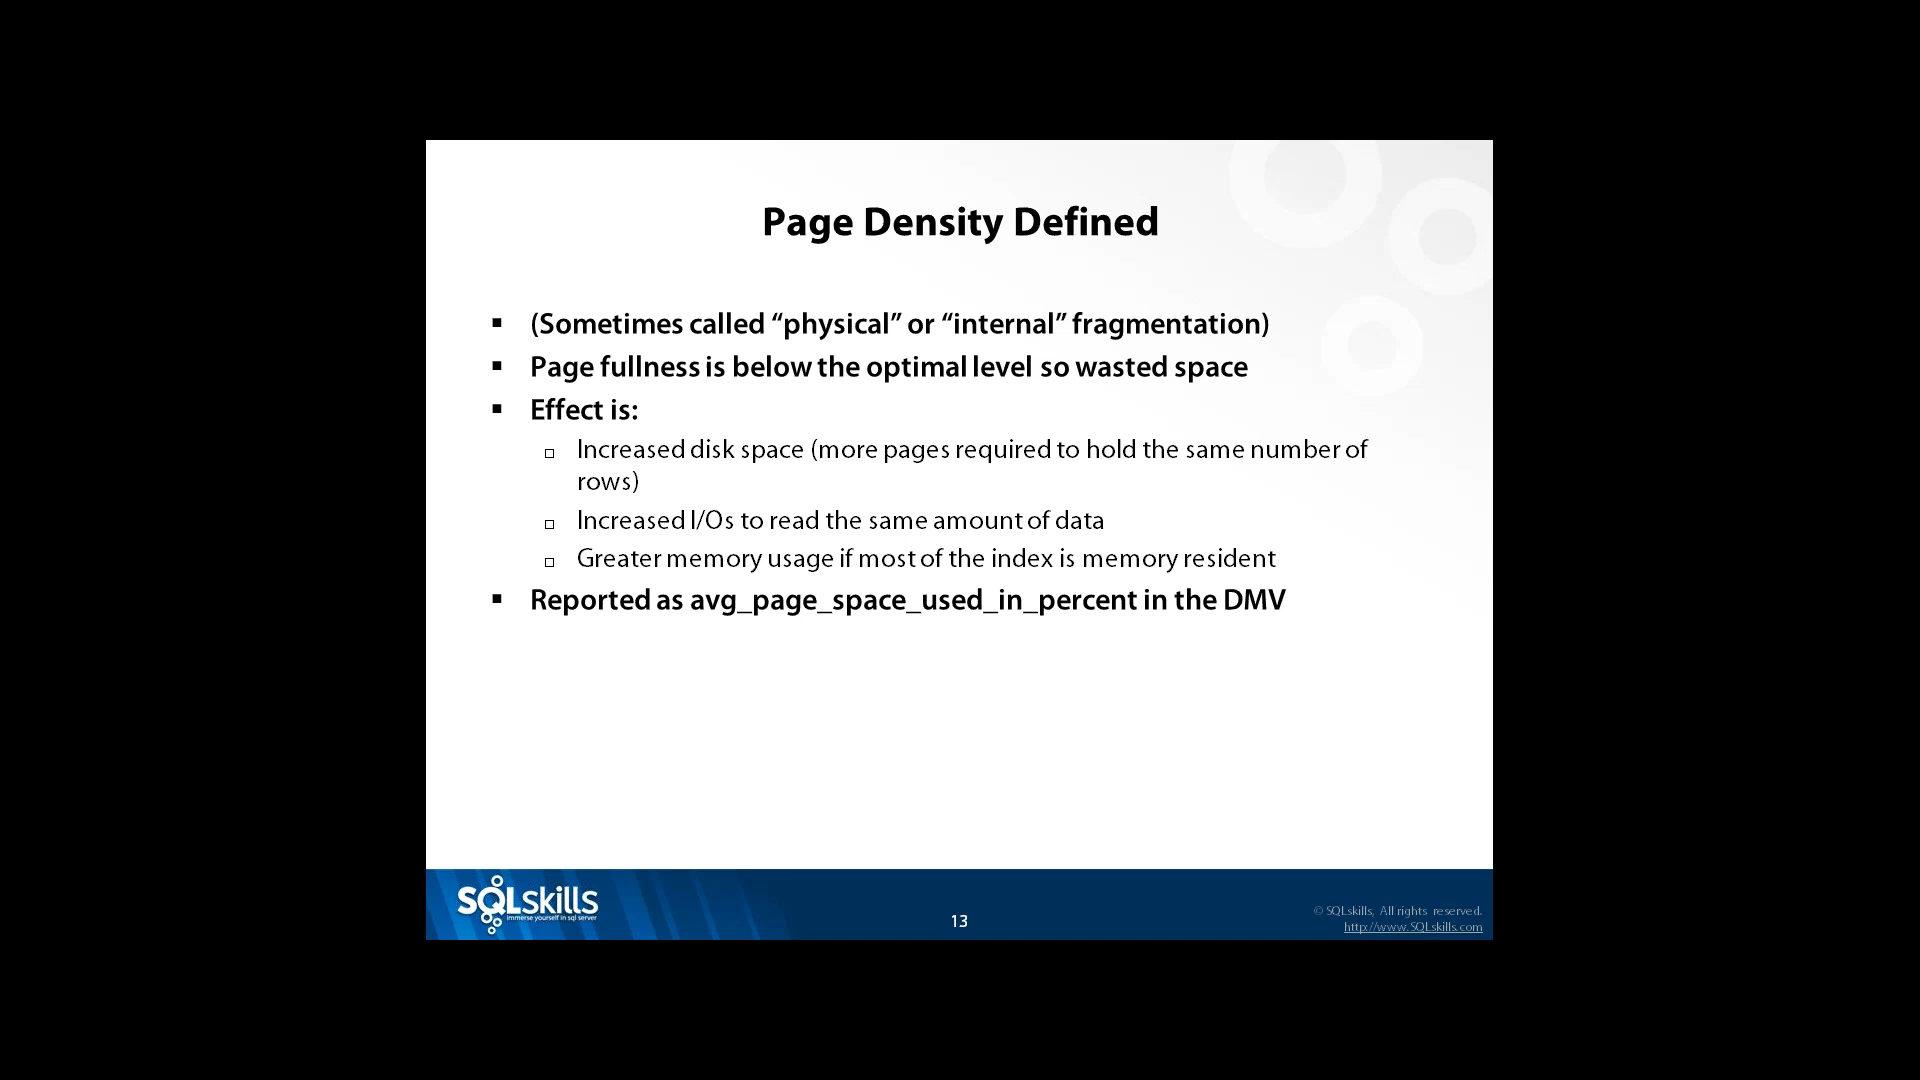 Page Density Defined
(Sometimes called “physical” or “internal” fragmentation)
Page fullness is below the optimal level so wasted space
Effect is:
Increased disk space (more pages required to hold the same number of
rows)
Increased I/Os to read the same amount of data
Greater memory usage if most of the index is memory resident
Reported as avg_page_space_used_in_percent in the DMV
SQLskills
immerse yourself in sql server
13
© SQLskills, All rights reserved.
http://www.SQLskills.com